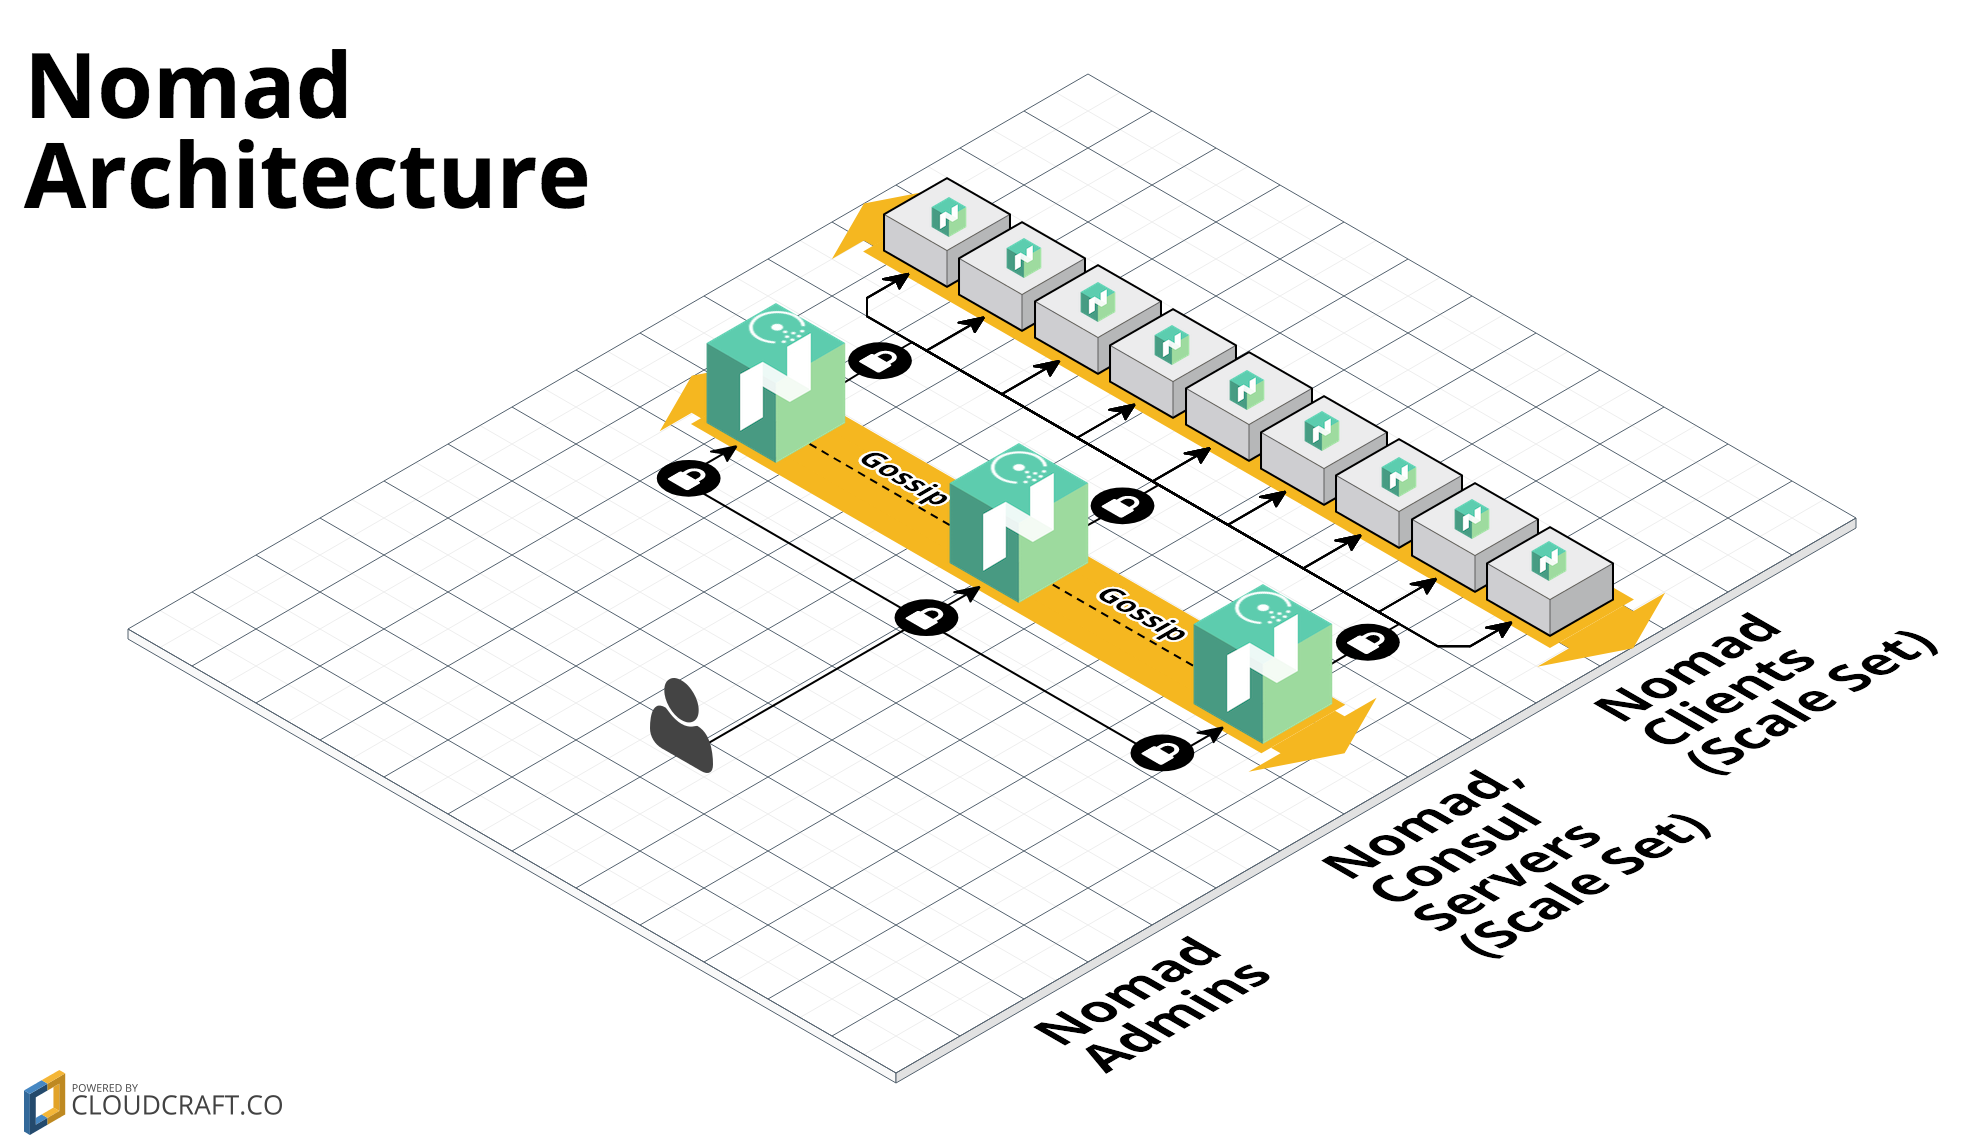 Nomad
Architecture
Gossip
Gossip
Nomad
Clients
(Scale Set)
Nomad,
Consul
Servers
(Scale Set)
Nomad
Admins
POWERED BY
CLOUDCRAFT.CO